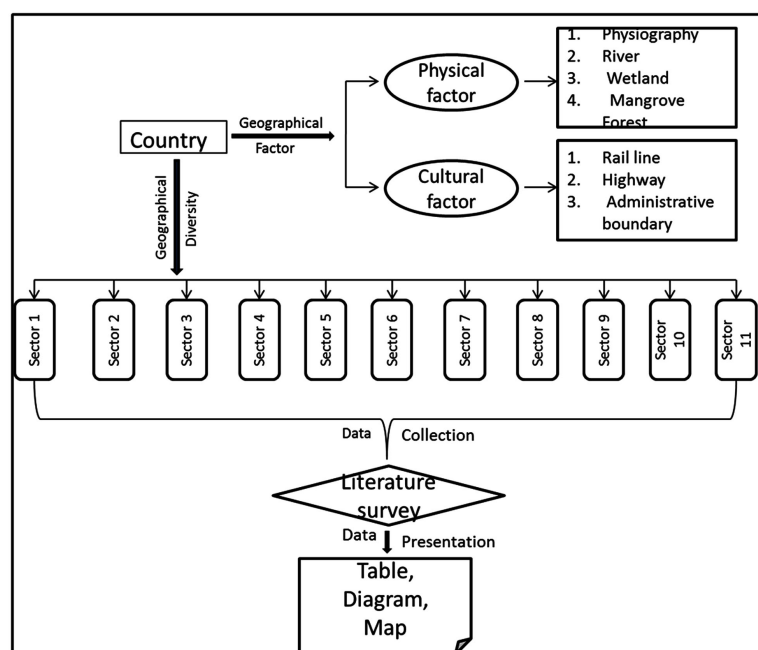 Country
Geographical
Factor
Physical
factor
1. Physiography
2. River
3. Wetland
4. Mangrove
Forest
Cultural
factor
1. Rail line
2. Highway
3. Administrative
boundary
Geographical
Diversity
Sector 1
Sector 2
Sector 3
Sector 4
Sector 5
Sector 6
Sector 7
Sector 8
Sector 9
Sector
10
Sector
11
Data Collection
Literature
survey
Data Presentation
Table,
Diagram,
Map